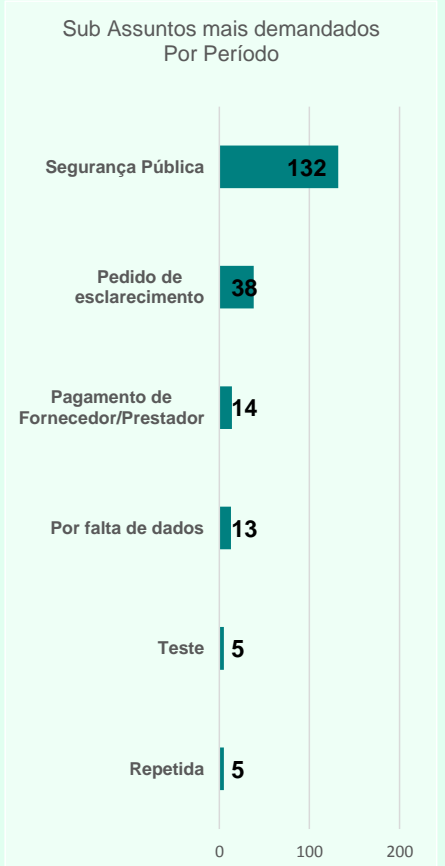 Sub Assuntos mais demandados
Por Período
Segurança Pública
132
Pedido de
esclarecimento
38
Pagamento de
Fornecedor/Prestador
14
Por falta de dados
13
Teste
5
Repetida
5
0
100
200